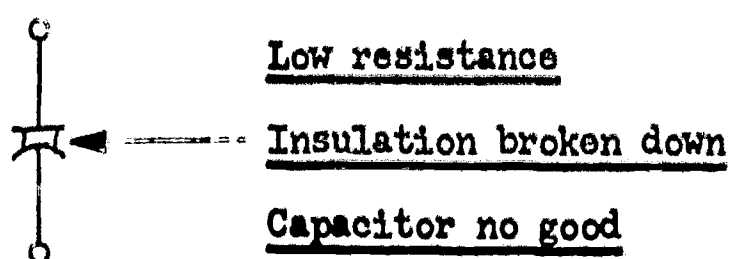 Low resistance
Insulation broken down
Capacitor no good